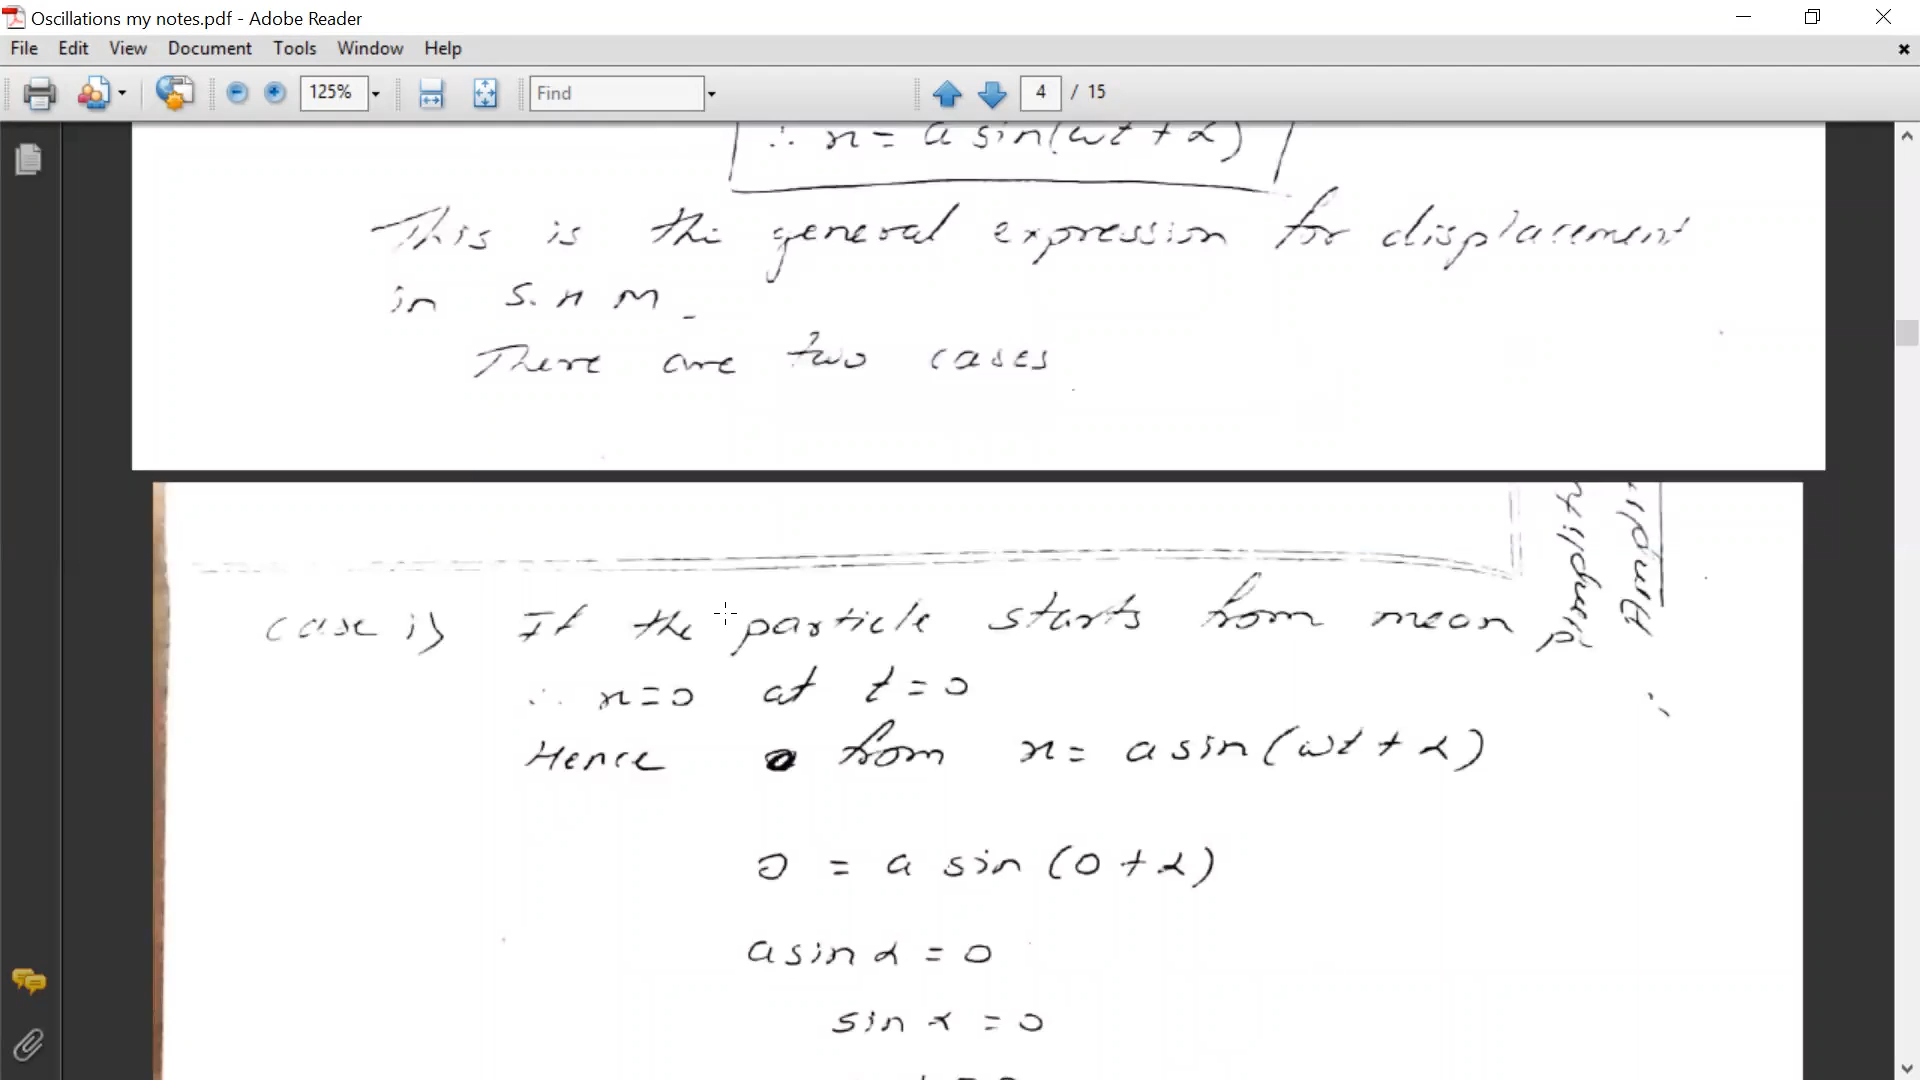 Oscillations my notes.pdf - Adobe Reader
File Edit View Document Tools Window Help
125% Find 4 / 15
∴ x = a sin(ωt + α)
This is the general expression for displacement
in S.H M.
There are two cases
case i) If the particle starts from mean
∴ x=0 at t=0
Hence from x= a sin(ωt + α)
0 = a sin (0 + α)
a sin α = 0
sin α = 0